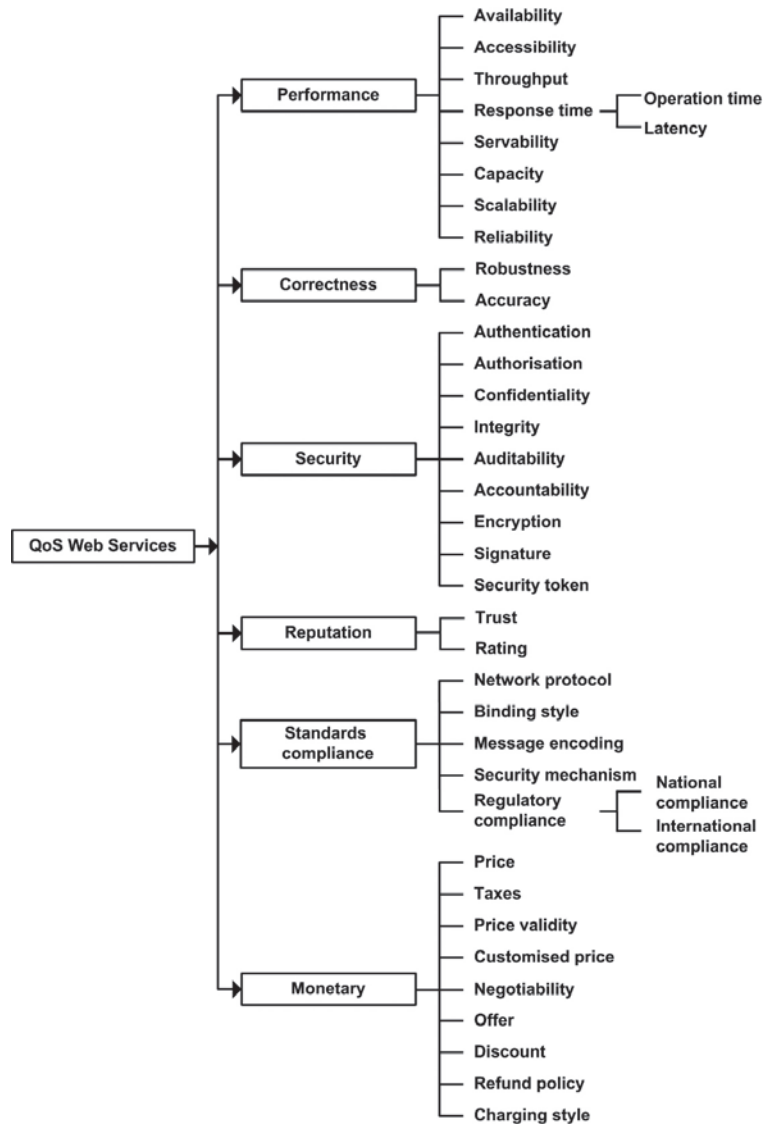 Availability
Accessibility
Performance
Throughput
Response time
Operation time
Latency
Servability
Capacity
Scalability
Reliability
Correctness
Robustness
Accuracy
Security
Authentication
Authorisation
Confidentiality
Integrity
Auditability
Accountability
Encryption
Signature
Security token
QoS Web Services
Reputation
Trust
Rating
Standards
compliance
Network protocol
Binding style
Message encoding
Security mechanism
Regulatory
compliance
National
compliance
International
compliance
Monetary
Price
Taxes
Price validity
Customised price
Negotiability
Offer
Discount
Refund policy
Charging style